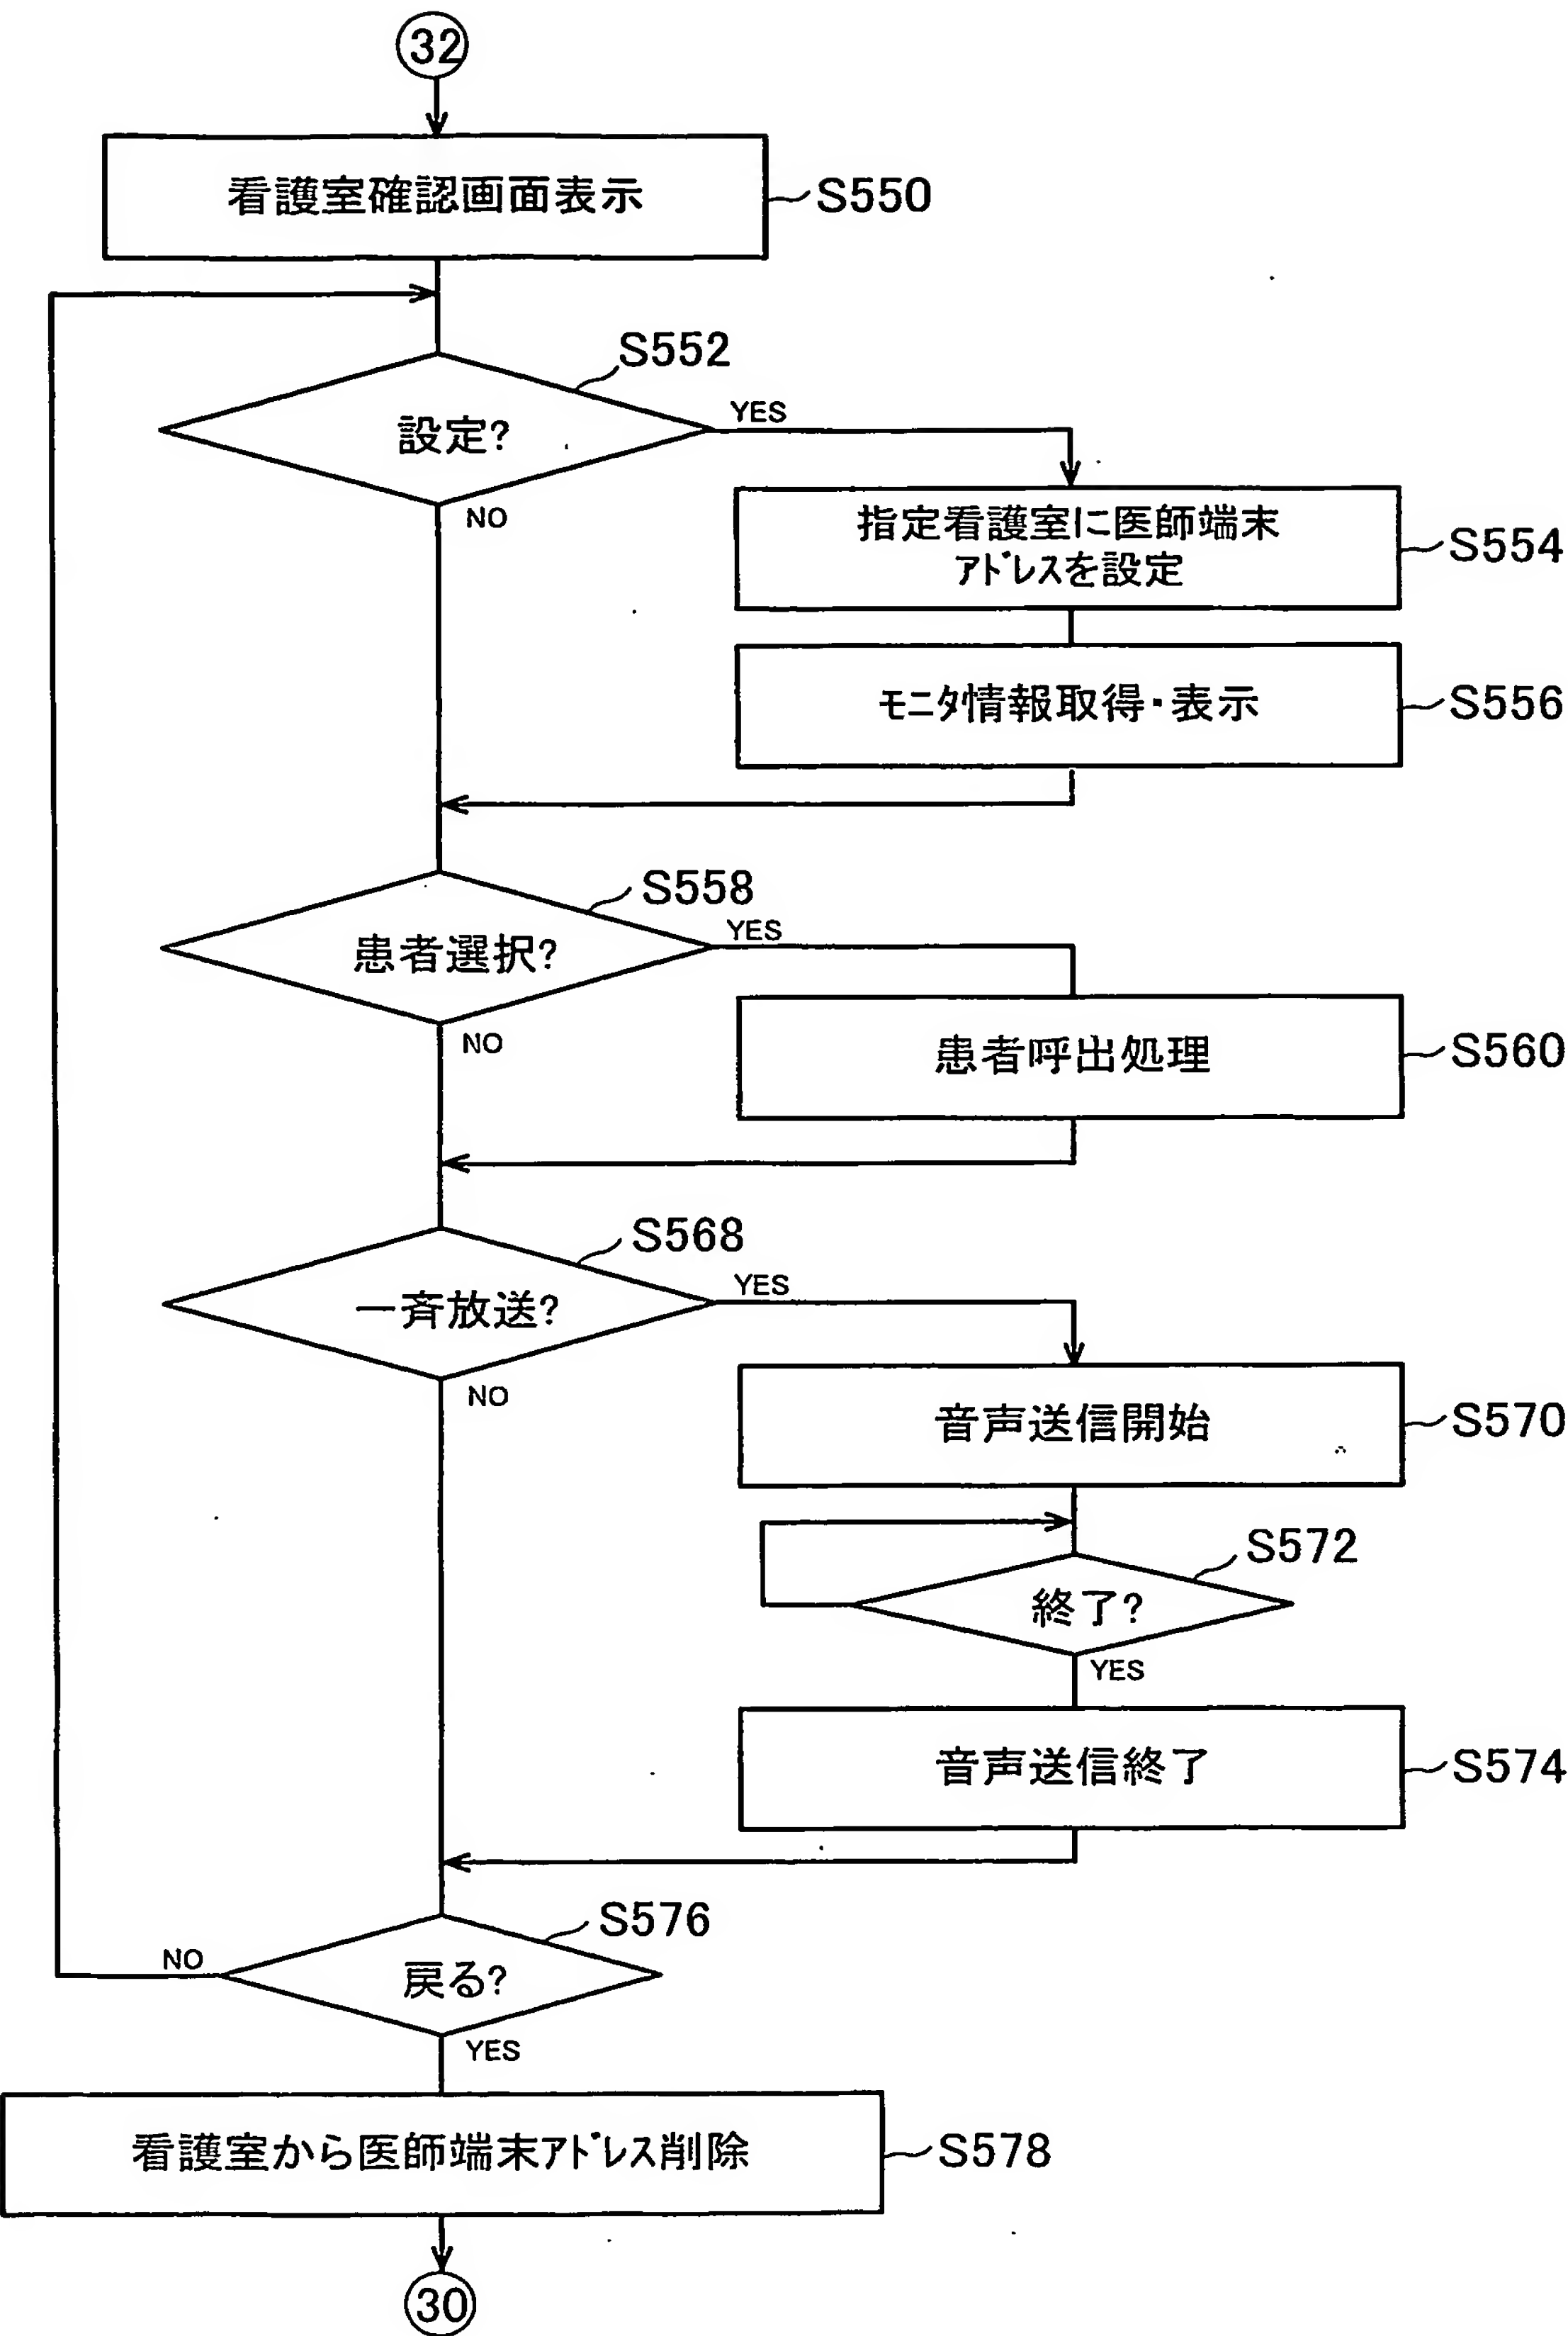 32
看護室確認画面表示
S550
S552
設定?
YES
NO
指定看護室に医師端末
アドレスを設定
S554
モニタ情報取得・表示
S556
S558
患者選択?
YES
NO
患者呼出処理
S560
S568
一斉放送?
YES
NO
音声送信開始
S570
S572
終了?
YES
音声送信終了
S574
S576
NO
戻る?
YES
看護室から医師端末アドレス削除
S578
30